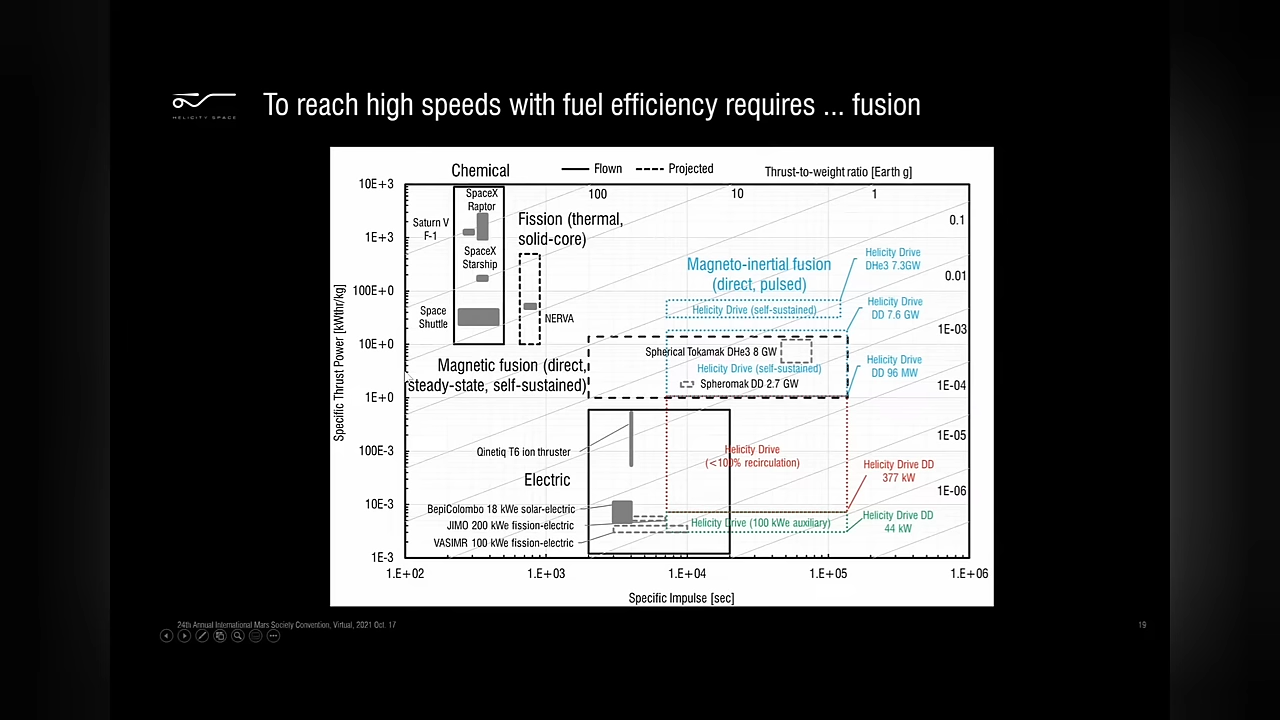 HELICITY SPACE
To reach high speeds with fuel efficiency requires ... fusion
Chemical
Flown
Projected
Thrust-to-weight ratio [Earth g]
10E+3
1E+3
100E+0
10E+0
1E+0
100E-3
10E-3
1E-3
Specific Thrust Power [kWthr/kg]
100
10
1
0.1
0.01
1E-03
1E-04
1E-05
1E-06
SpaceX
Raptor
Saturn V
F-1
SpaceX
Starship
Space
Shuttle
Fission (thermal,
solid-core)
NERVA
Magneto-inertial fusion
(direct, pulsed)
Helicity Drive
DHe3 7.3GW
Helicity Drive (self-sustained)
Helicity Drive
DD 7.6 GW
Magnetic fusion (direct,
steady-state, self-sustained)
Spherical Tokamak DHe3 8 GW
Helicity Drive (self-sustained)
Spheromak DD 2.7 GW
Helicity Drive
DD 96 MW
Qinetiq T6 ion thruster
Electric
Helicity Drive
(<100% recirculation)
Helicity Drive DD
377 kW
BepiColombo 18 kWe solar-electric
JIMO 200 kWe fission-electric
VASIMR 100 kWe fission-electric
Helicity Drive (100 kWe auxiliary)
Helicity Drive DD
44 kW
1.E+02
1.E+03
1.E+04
1.E+05
1.E+06
Specific Impulse [sec]
24th Annual International Mars Society Convention, Virtual, 2021 Oct. 17
19